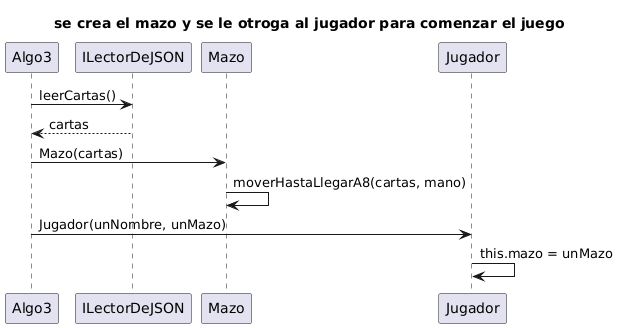 se crea el mazo y se le otroga al jugador para comenzar el juego
Algo3 ILectorDeJSON Mazo Jugador
leerCartas()
cartas
Mazo(cartas)
moverHastaLlegarA8(cartas, mano)
Jugador(unNombre, unMazo)
this.mazo = unMazo
Algo3 ILectorDeJSON Mazo Jugador